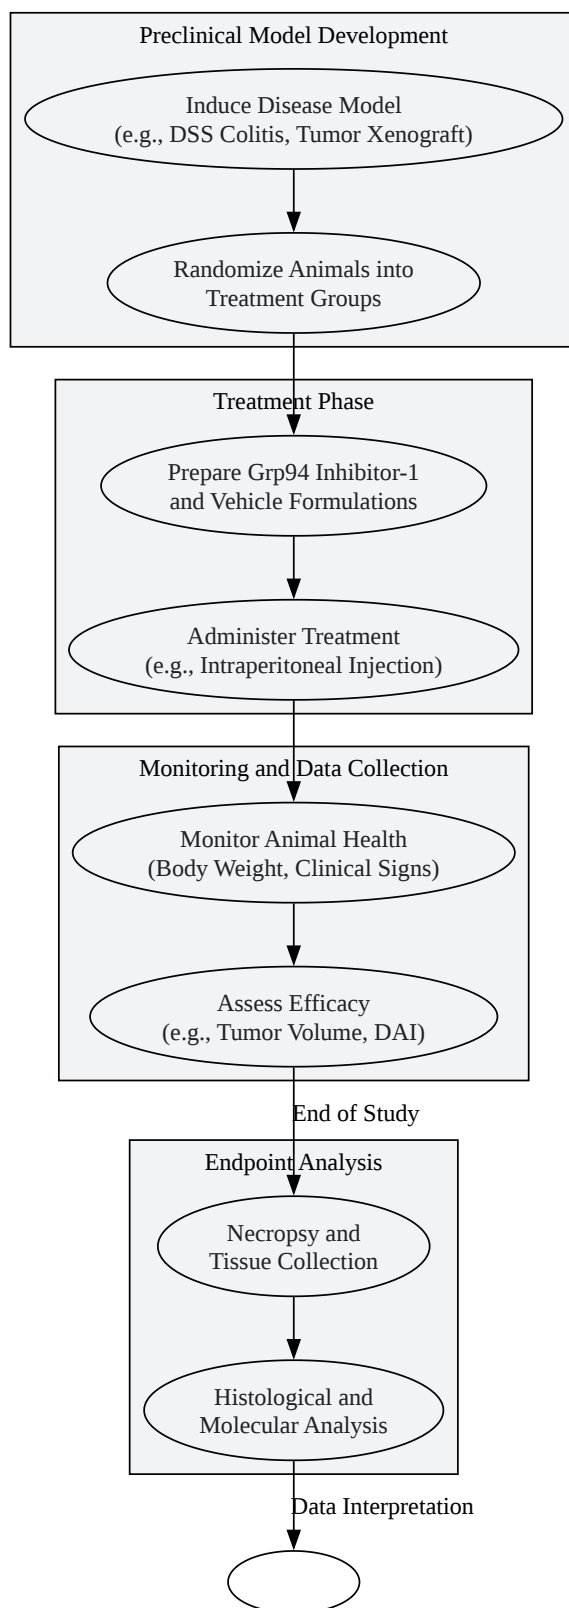 Preclinical Model Development
Induce Disease Model
(e.g., DSS Colitis, Tumor Xenograft)
Randomize Animals into
Treatment Groups
Treatment Phase
Prepare Grp94 Inhibitor-1
and Vehicle Formulations
Administer Treatment
(e.g., Intraperitoneal Injection)
Monitoring and Data Collection
Monitor Animal Health
(Body Weight, Clinical Signs)
Assess Efficacy
(e.g., Tumor Volume, DAI)
End of Study
Endpoint Analysis
Necropsy and
Tissue Collection
Histological and
Molecular Analysis
Data Interpretation